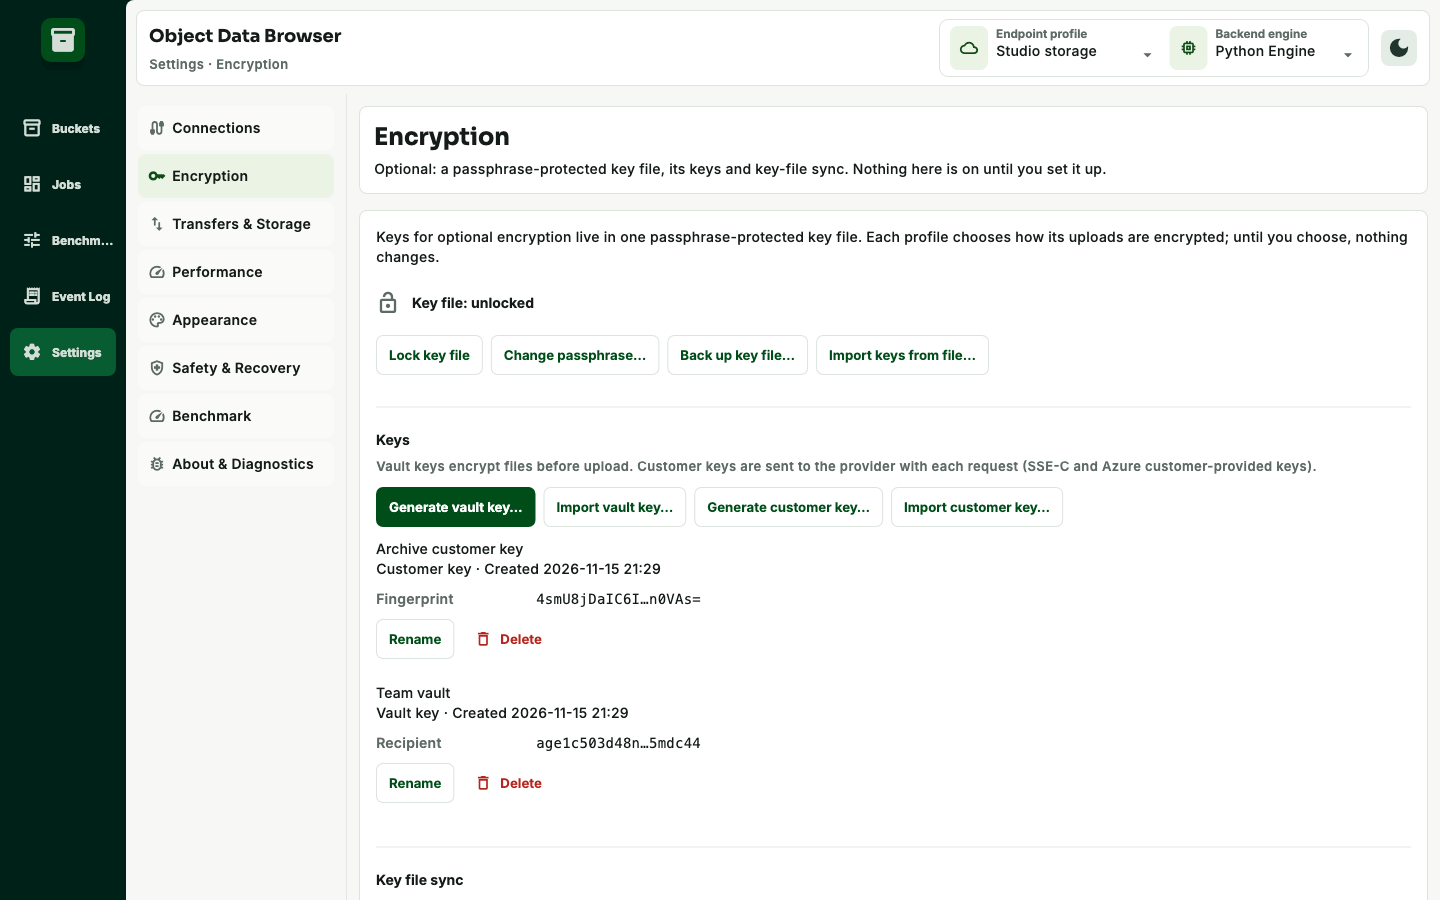 Object Data Browser
Settings · Encryption
Endpoint profile
Studio storage
Backend engine
Python Engine
Buckets
Jobs
Benchm...
Event Log
Settings
Connections
Encryption
Transfers & Storage
Performance
Appearance
Safety & Recovery
Benchmark
About & Diagnostics
Encryption
Optional: a passphrase-protected key file, its keys and key-file sync. Nothing here is on until you set it up.
Keys for optional encryption live in one passphrase-protected key file. Each profile chooses how its uploads are encrypted; until you choose, nothing
changes.
Key file: unlocked
Lock key file
Change passphrase...
Back up key file...
Import keys from file...
Keys
Vault keys encrypt files before upload. Customer keys are sent to the provider with each request (SSE-C and Azure customer-provided keys).
Generate vault key...
Import vault key...
Generate customer key...
Import customer key...
Archive customer key
Customer key · Created 2026-11-15 21:29
Fingerprint 4smU8jDaIC6I…n0VAs=
Rename
Delete
Team vault
Vault key · Created 2026-11-15 21:29
Recipient age1c503d48n…5mdc44
Rename
Delete
Key file sync